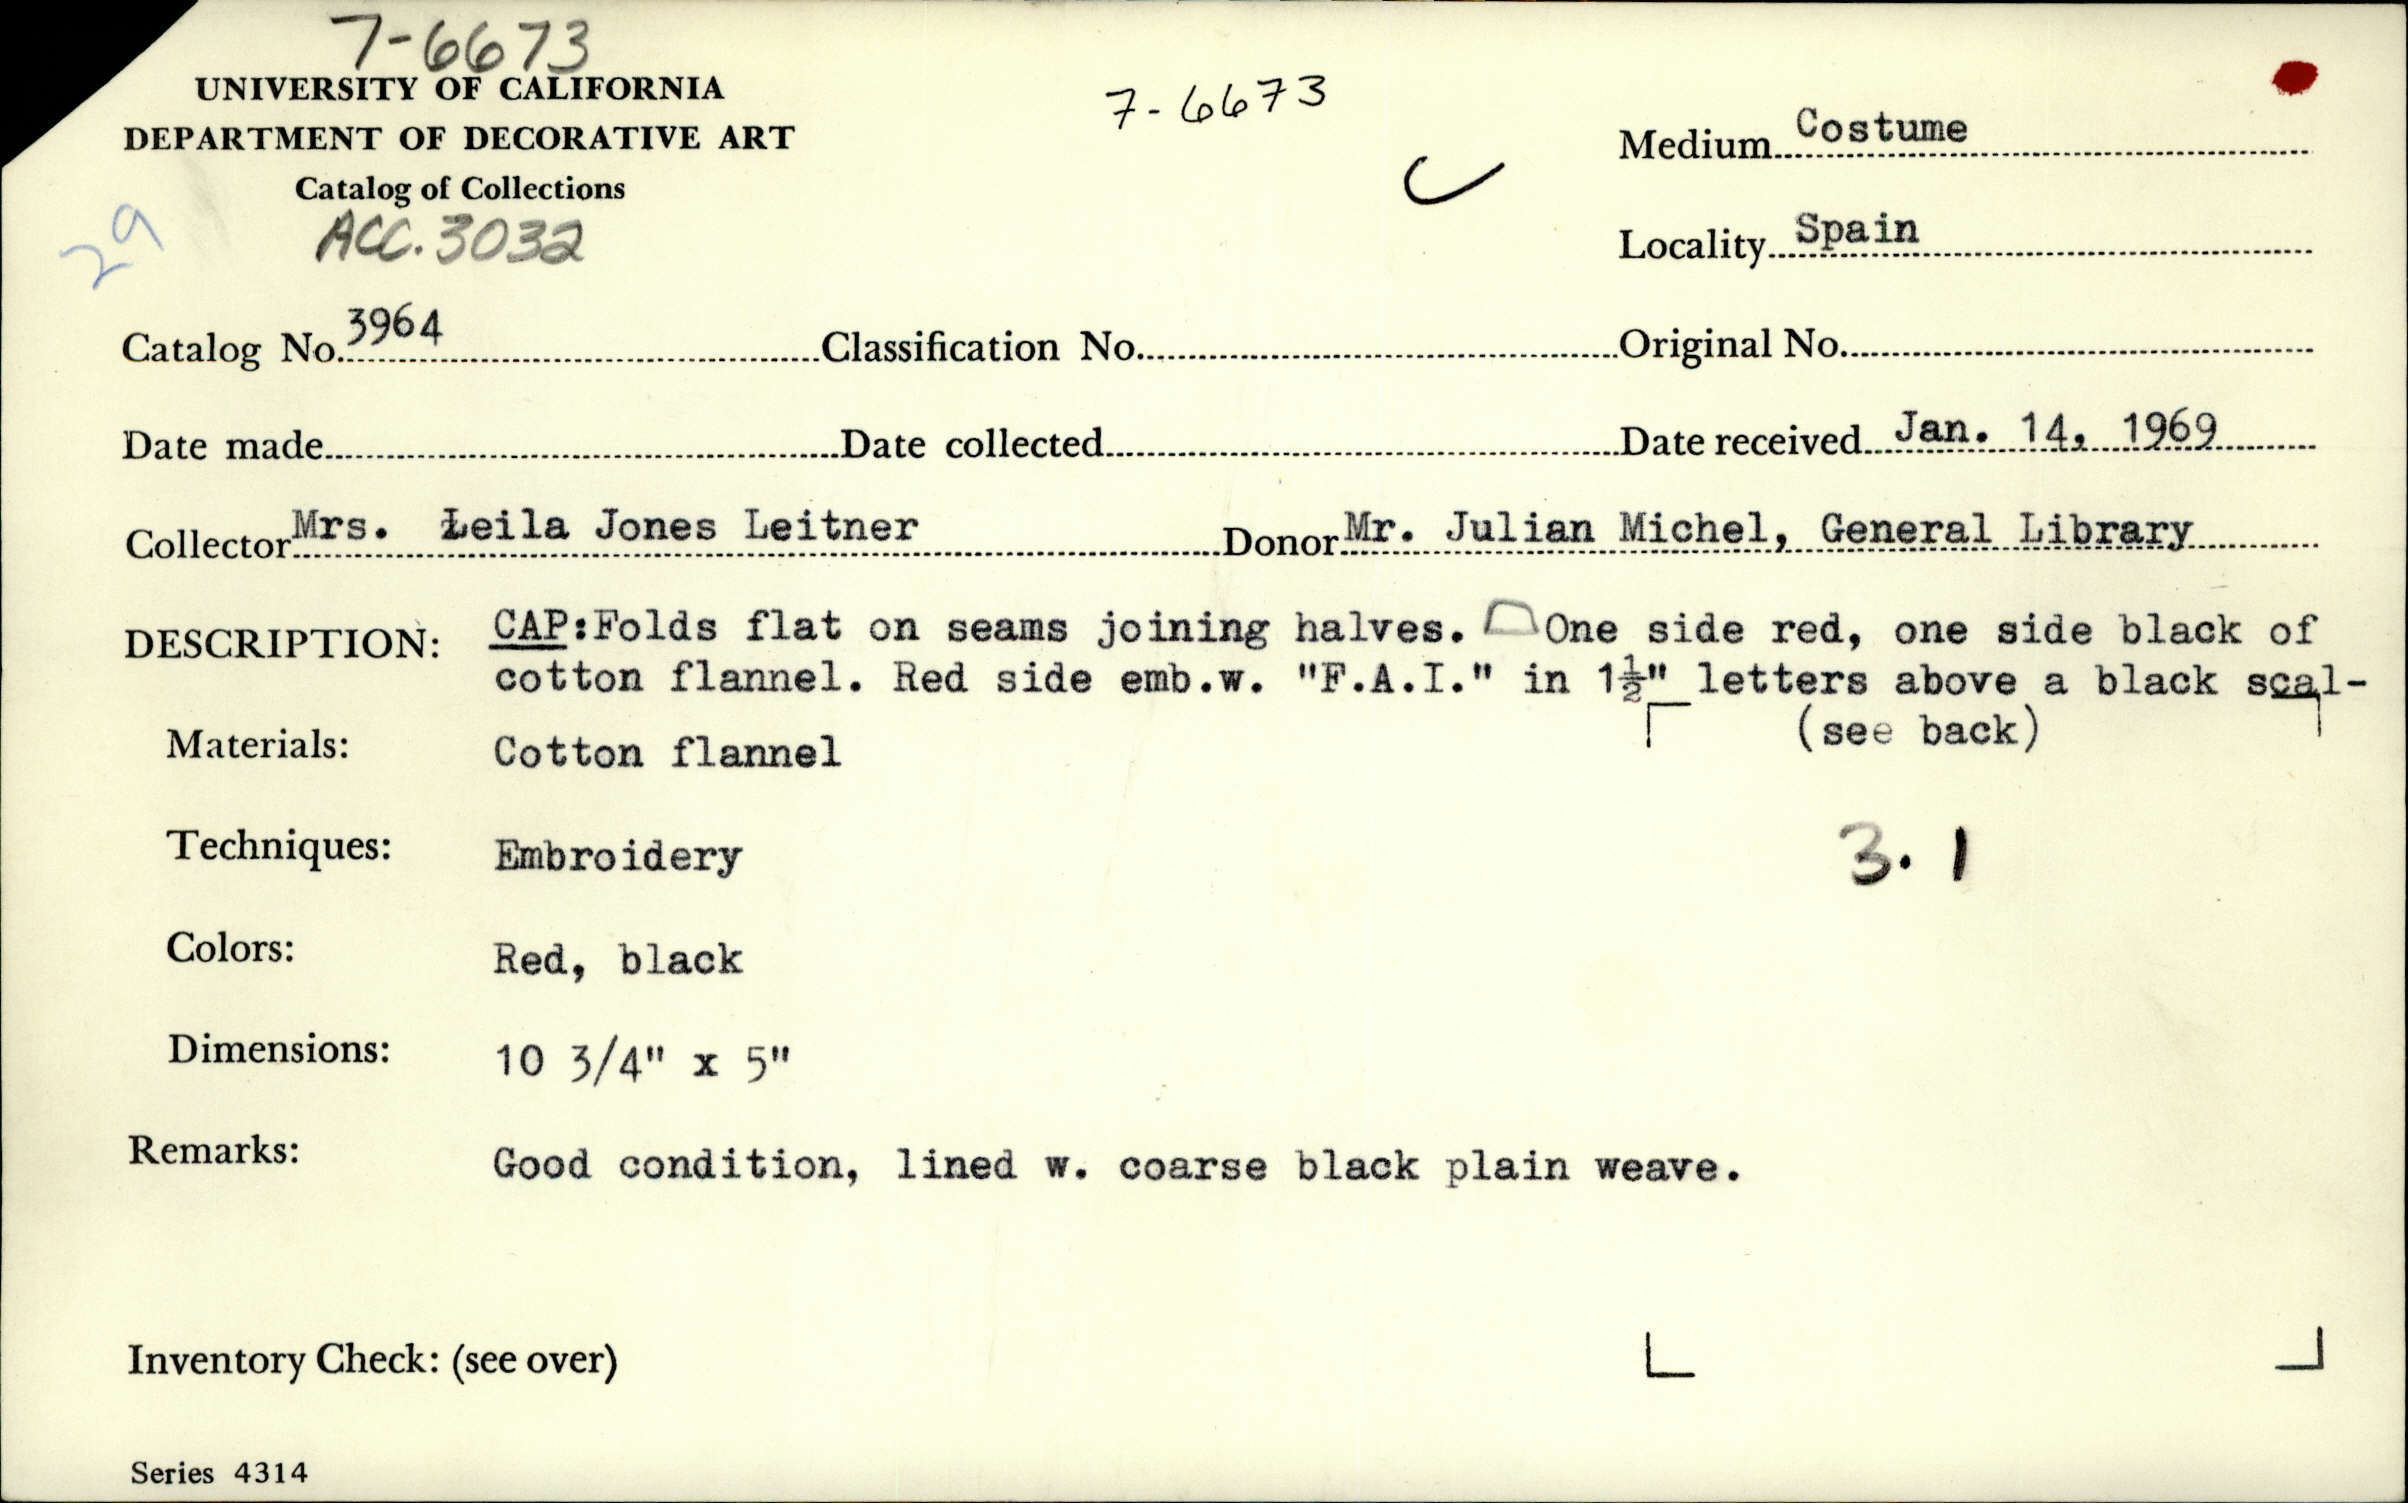 7-6673
UNIVERSITY OF CALIFORNIA
DEPARTMENT OF DECORATIVE ART
Catalog of Collections
ACC. 3032
29
7-6673
Medium Costume
Locality Spain
Catalog No. 3964 Classification No. Original No.
Date made Date collected Date received Jan. 14, 1969
Collector Mrs. Leila Jones Leitner Donor Mr. Julian Michel, General Library
DESCRIPTION: CAP:Folds flat on seams joining halves. One side red, one side black of
cotton flannel. Red side emb.w. "F.A.I." in 1½" letters above a black scal-
(see back)
Materials: Cotton flannel
Techniques: Embroidery
3.1
Colors: Red, black
Dimensions: 10 3/4" x 5"
Remarks: Good condition, lined w. coarse black plain weave.
Inventory Check: (see over)
Series 4314